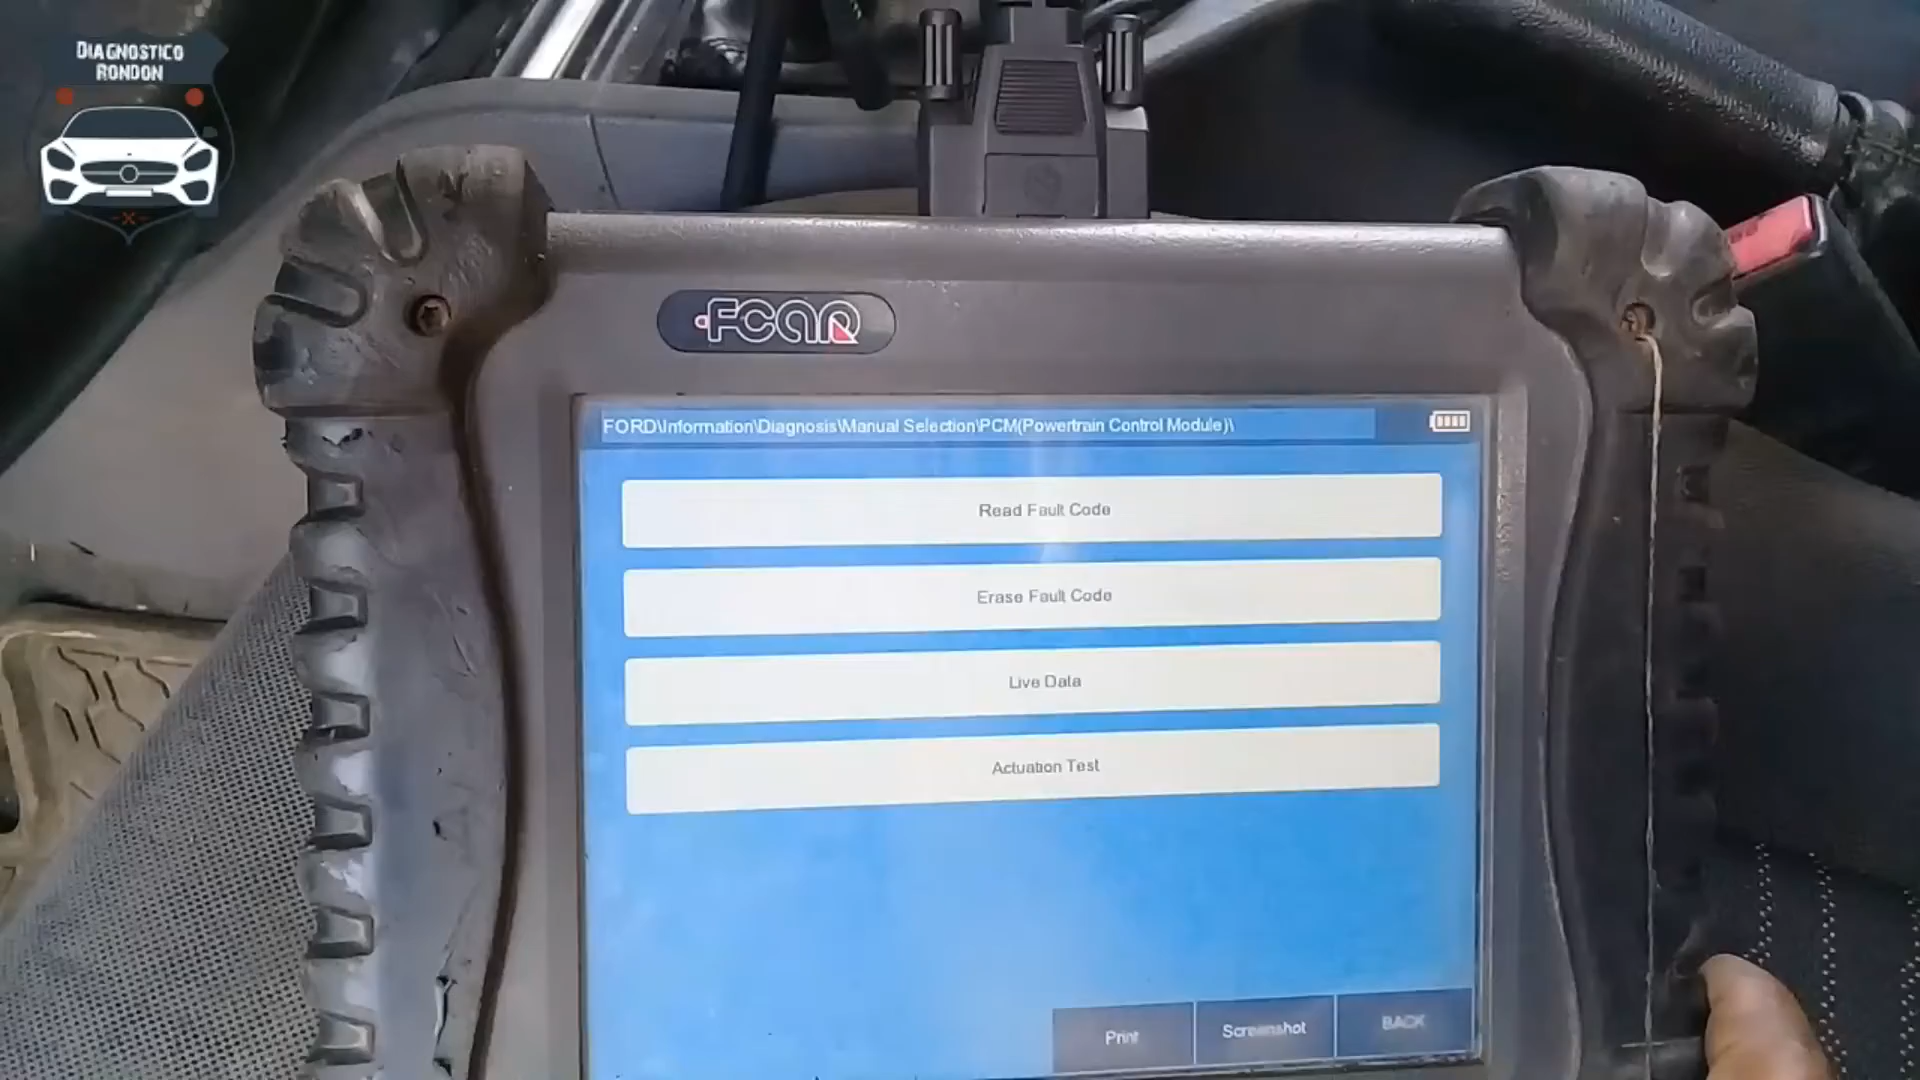 DIAGNOSTICO
RONDON
FCAR
FORD\Information\Diagnosis\Manual Selection\PCM(Powertrain Control Module)\
Read Fault Code
Erase Fault Code
Live Data
Actuation Test
Print
Screenshot
BACK